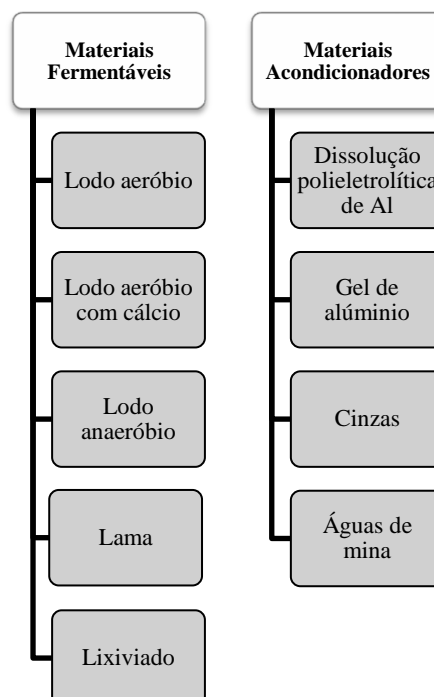 Materiais
Fermentáveis
Lodo aeróbio
Lodo aeróbio
com cálcio
Lodo
anaeróbio
Lama
Lixiviado
Materiais
Acondicionadores
Dissolução
polieletrolítica
de Al
Gel de
alúminio
Cinzas
Águas de
mina